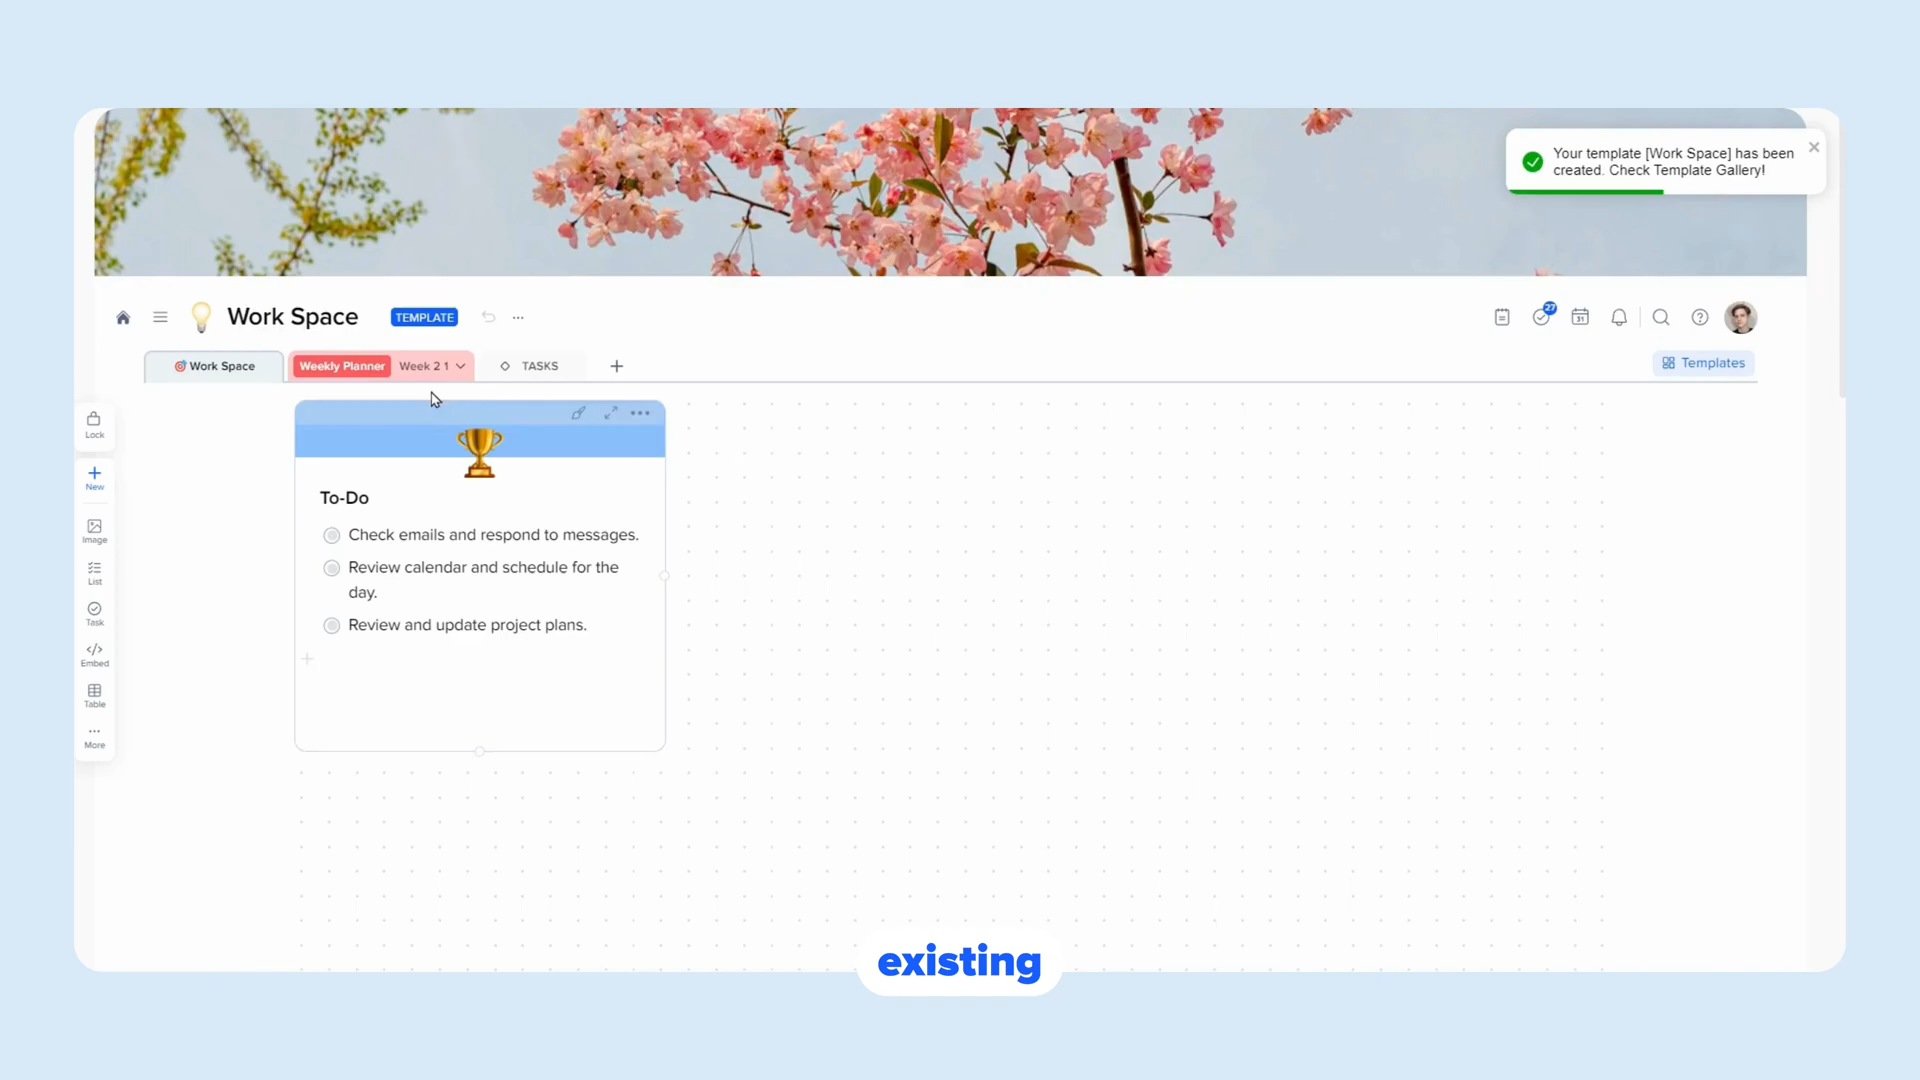 Your template [Work Space] has been
created. Check Template Gallery!
Work Space
TEMPLATE
27
31
Work Space
Weekly Planner
Week 2 1
TASKS
Templates
Lock
New
Image
List
Task
Embed
Table
More
To-Do
Check emails and respond to messages.
Review calendar and schedule for the
day.
Review and update project plans.
existing